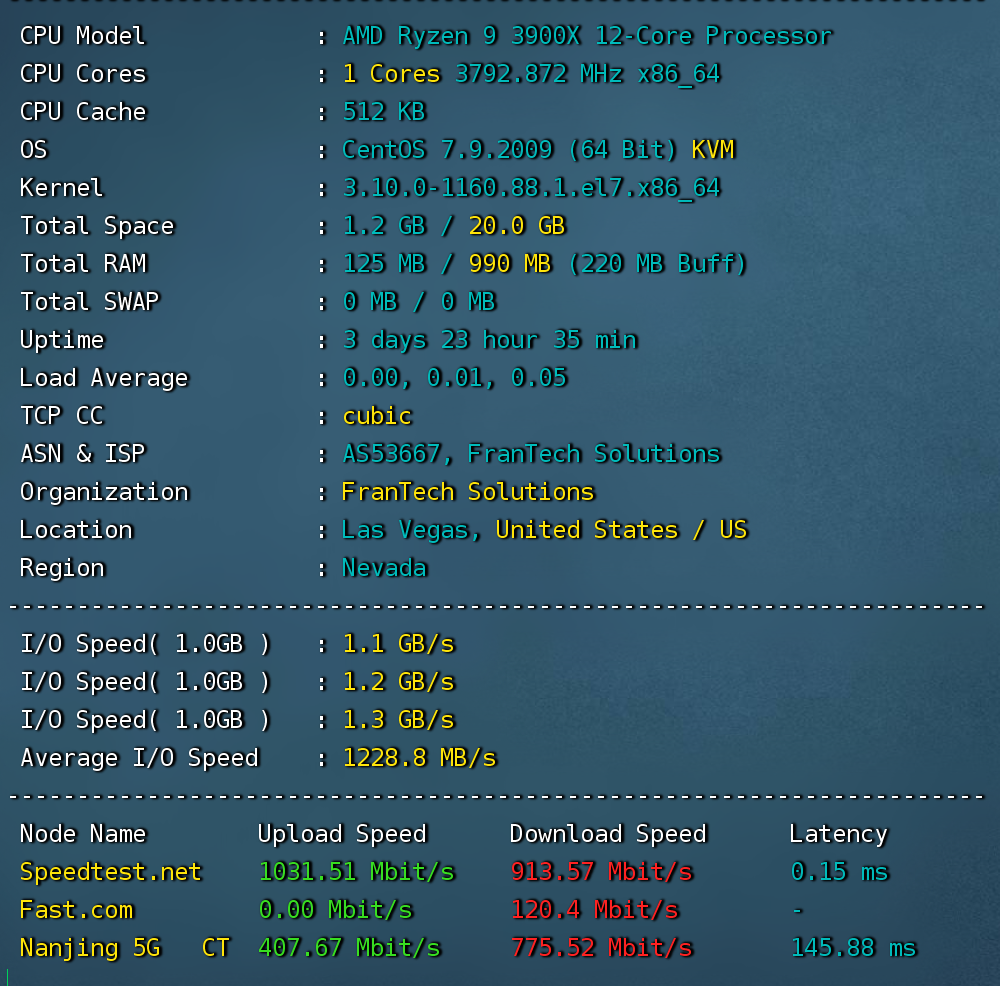 CPU Model : AMD Ryzen 9 3900X 12-Core Processor
CPU Cores : 1 Cores 3792.872 MHz x86_64
CPU Cache : 512 KB
OS : CentOS 7.9.2009 (64 Bit) KVM
Kernel : 3.10.0-1160.88.1.el7.x86_64
Total Space : 1.2 GB / 20.0 GB
Total RAM : 125 MB / 990 MB (220 MB Buff)
Total SWAP : 0 MB / 0 MB
Uptime : 3 days 23 hour 35 min
Load Average : 0.00, 0.01, 0.05
TCP CC : cubic
ASN & ISP : AS53667, FranTech Solutions
Organization : FranTech Solutions
Location : Las Vegas, United States / US
Region : Nevada
----------------------------------------------------------------------
I/O Speed( 1.0GB ) : 1.1 GB/s
I/O Speed( 1.0GB ) : 1.2 GB/s
I/O Speed( 1.0GB ) : 1.3 GB/s
Average I/O Speed : 1228.8 MB/s
----------------------------------------------------------------------
Node Name Upload Speed Download Speed Latency
Speedtest.net 1031.51 Mbit/s 913.57 Mbit/s 0.15 ms
Fast.com 0.00 Mbit/s 120.4 Mbit/s -
Nanjing 5G CT 407.67 Mbit/s 775.52 Mbit/s 145.88 ms